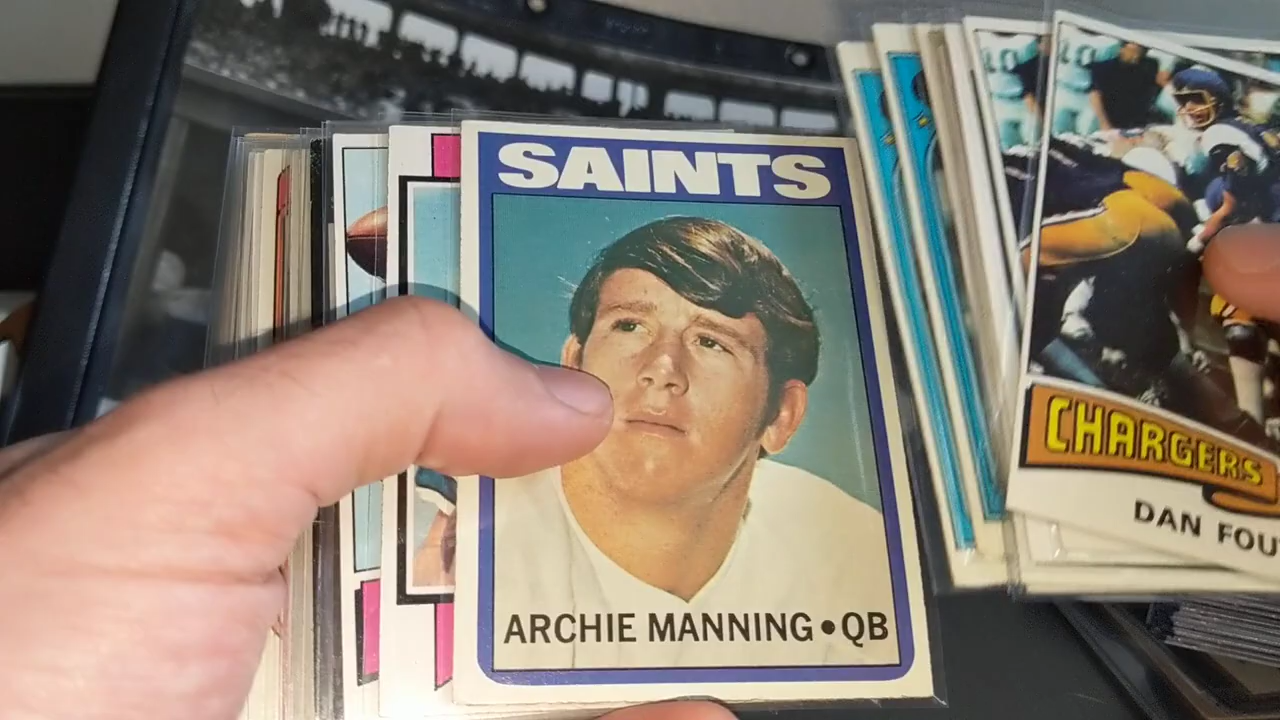 SAINTS
ARCHIE MANNING • QB
CHARGERS
DAN FOU